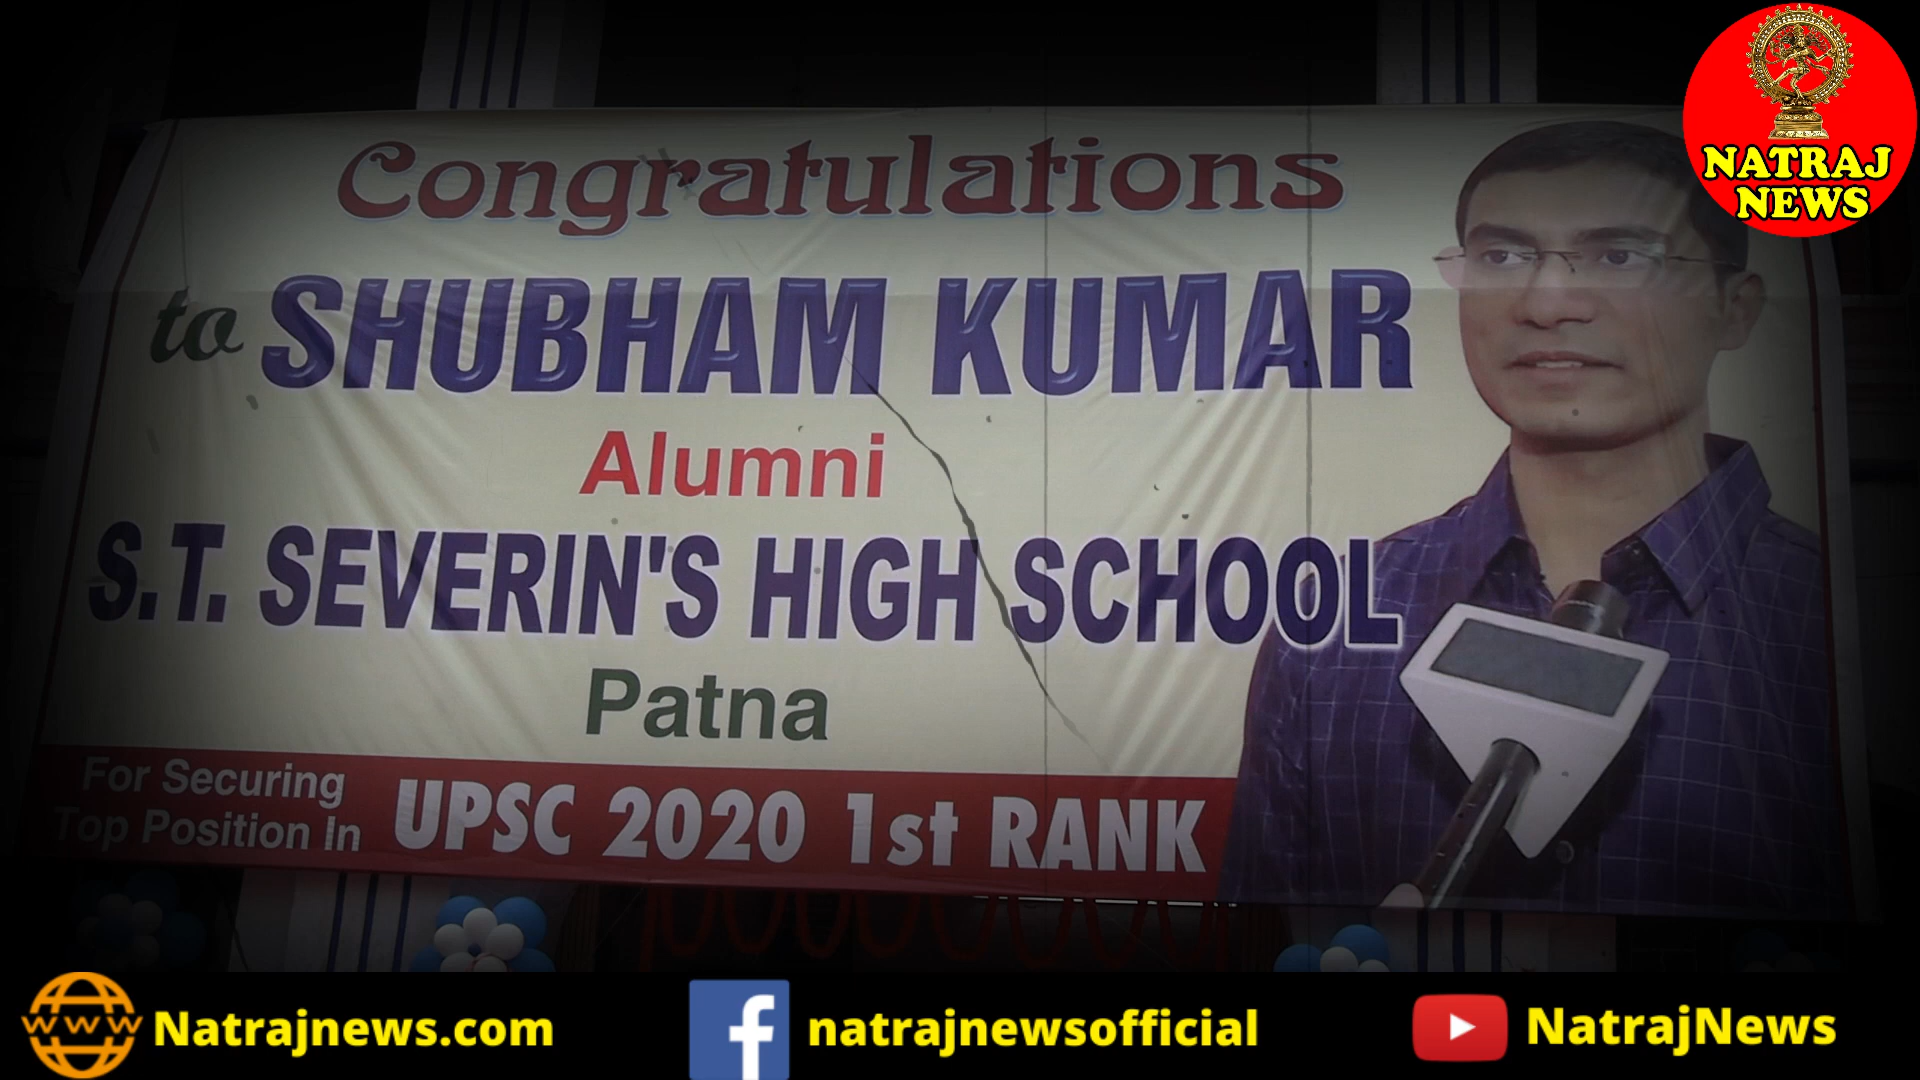 NATRAJ
NEWS
Congratulations
to SHUBHAM KUMAR
Alumni
S.T. SEVERIN'S HIGH SCHOOL
Patna
For Securing
Top Position In
UPSC 2020 1st RANK
www
Natrajnews.com
f
natrajnewsofficial
NatrajNews